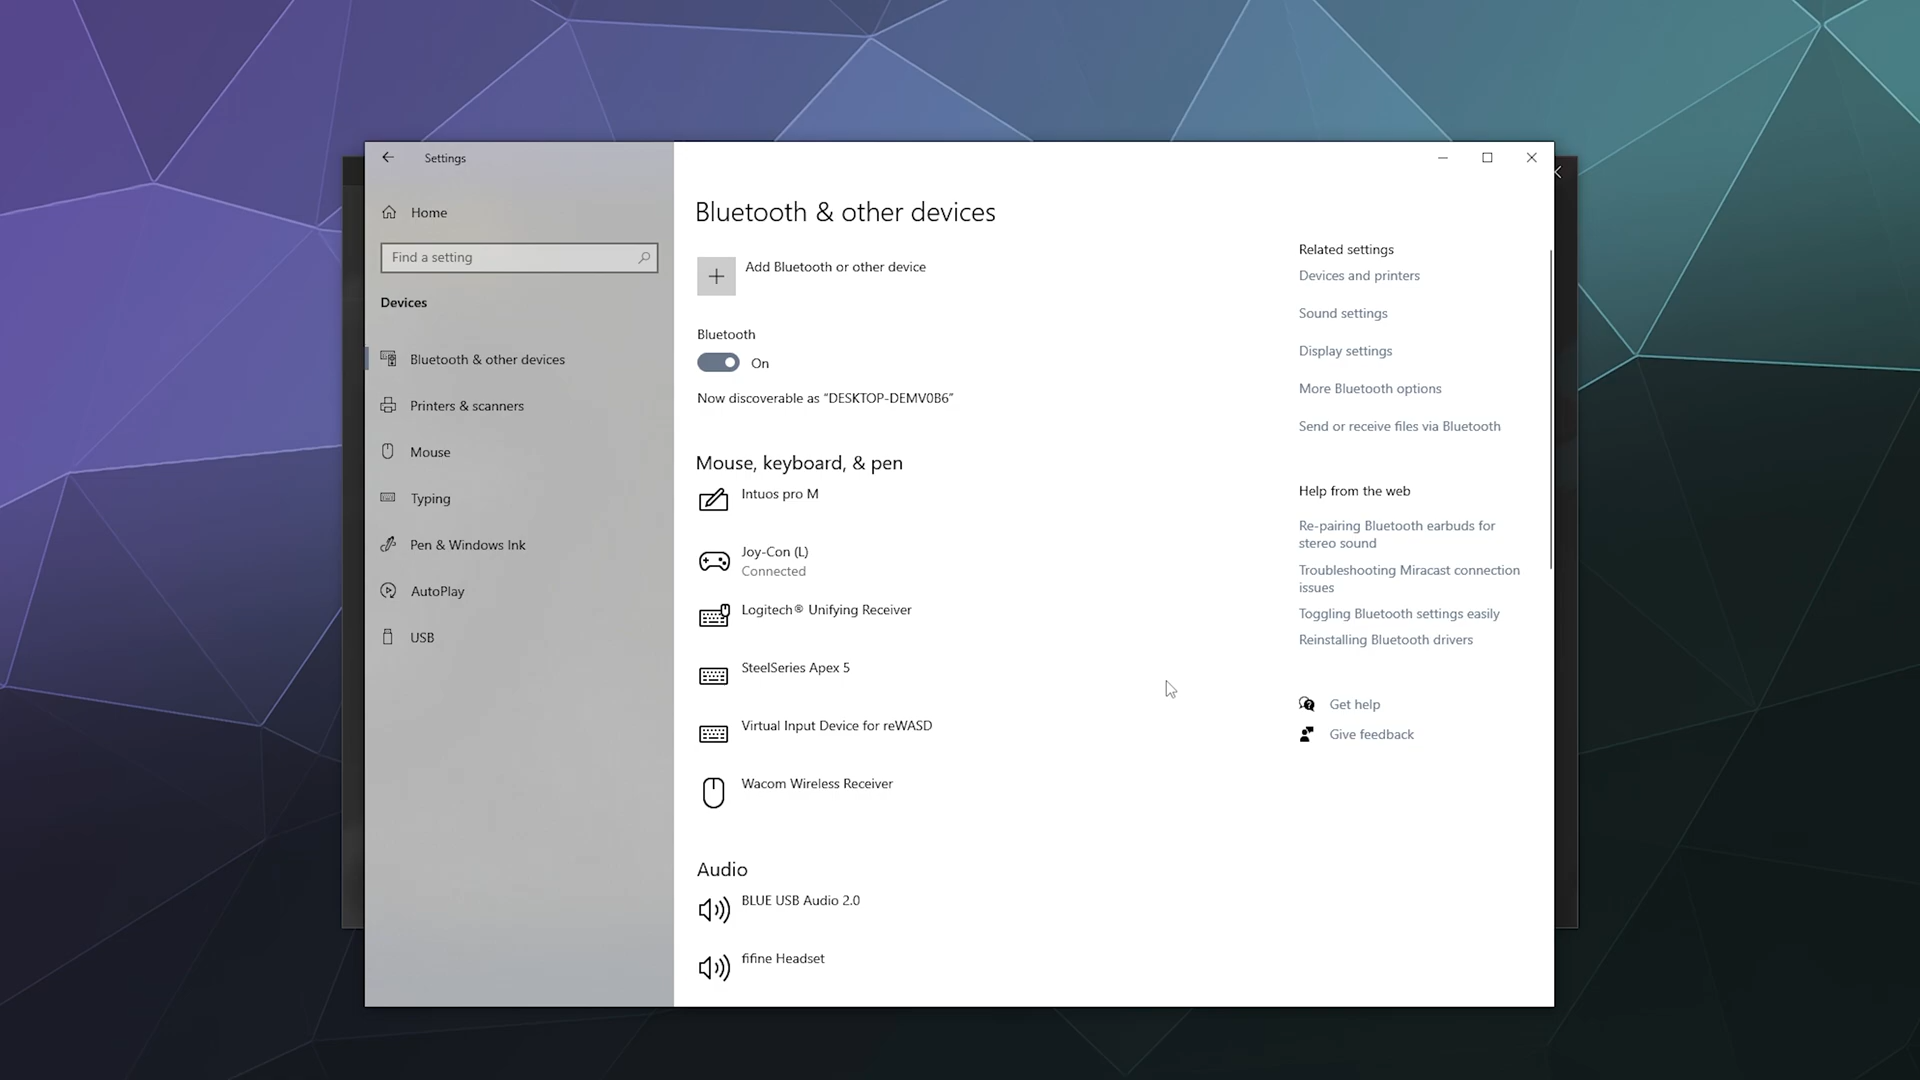 Settings
Home
Find a setting
Devices
Bluetooth & other devices
Printers & scanners
Mouse
Typing
Pen & Windows Ink
AutoPlay
USB
Bluetooth & other devices
Add Bluetooth or other device
Bluetooth
On
Now discoverable as “DESKTOP-DEMV0B6”
Mouse, keyboard, & pen
Intuos pro M
Joy-Con (L)
Connected
Logitech® Unifying Receiver
SteelSeries Apex 5
Virtual Input Device for reWASD
Wacom Wireless Receiver
Audio
BLUE USB Audio 2.0
fifine Headset
Related settings
Devices and printers
Sound settings
Display settings
More Bluetooth options
Send or receive files via Bluetooth
Help from the web
Re-pairing Bluetooth earbuds for
stereo sound
Troubleshooting Miracast connection
issues
Toggling Bluetooth settings easily
Reinstalling Bluetooth drivers
Get help
Give feedback